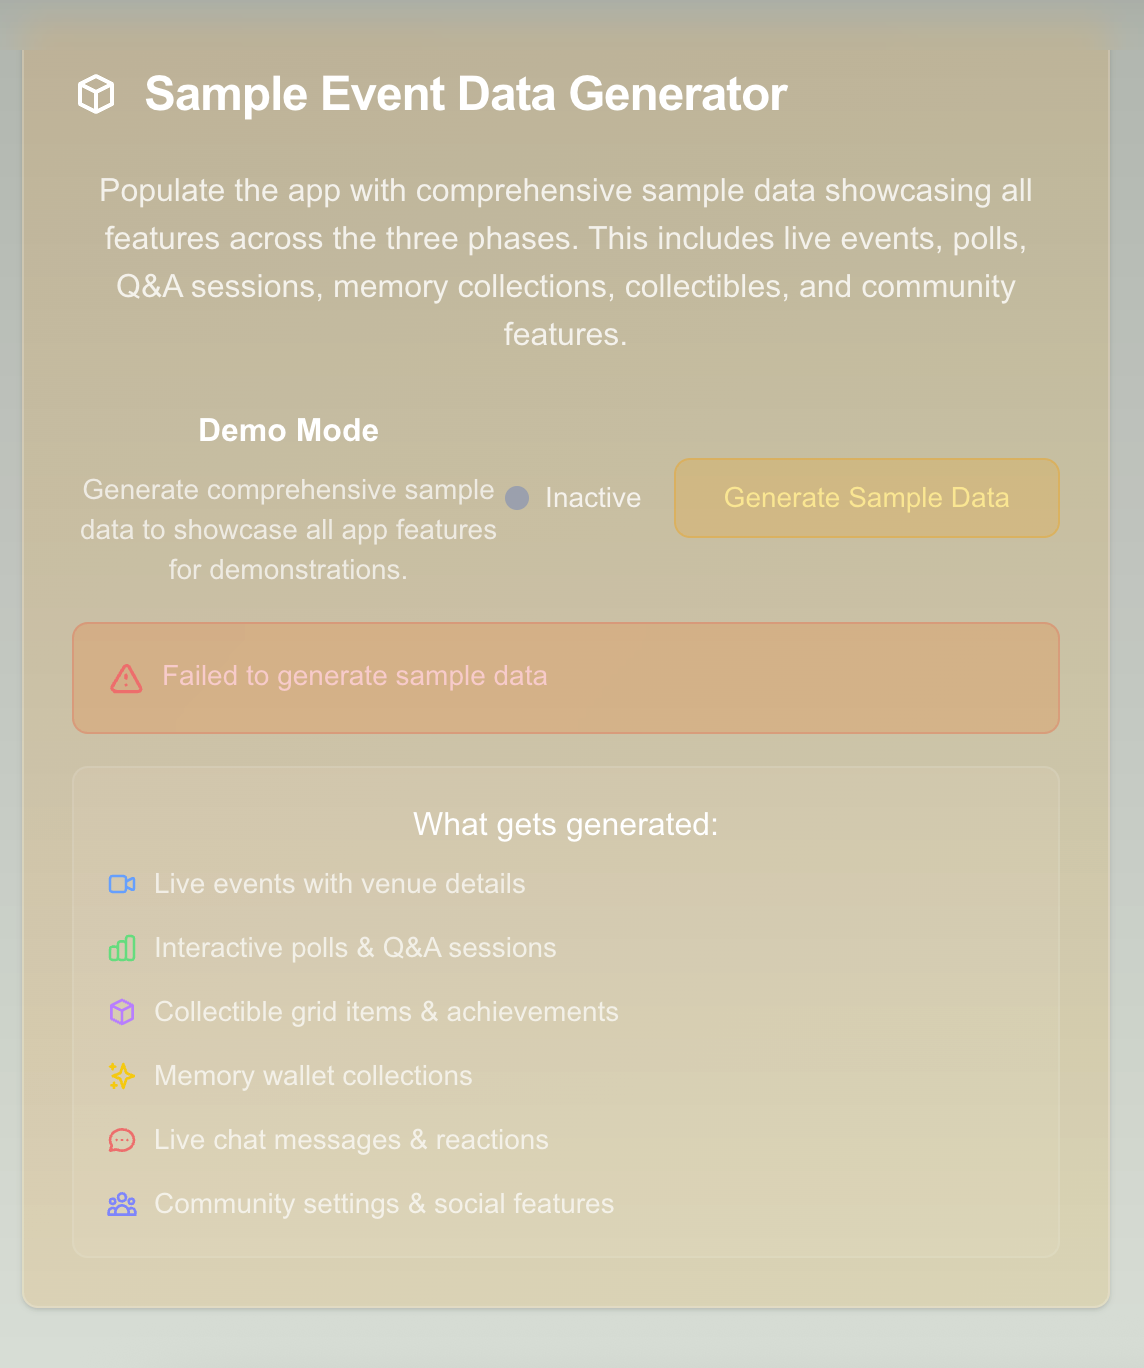 Sample Event Data Generator
Populate the app with comprehensive sample data showcasing all
features across the three phases. This includes live events, polls,
Q&A sessions, memory collections, collectibles, and community
features.
Demo Mode
Generate comprehensive sample
data to showcase all app features
for demonstrations.
Inactive
Generate Sample Data
Failed to generate sample data
What gets generated:
Live events with venue details
Interactive polls & Q&A sessions
Collectible grid items & achievements
Memory wallet collections
Live chat messages & reactions
Community settings & social features